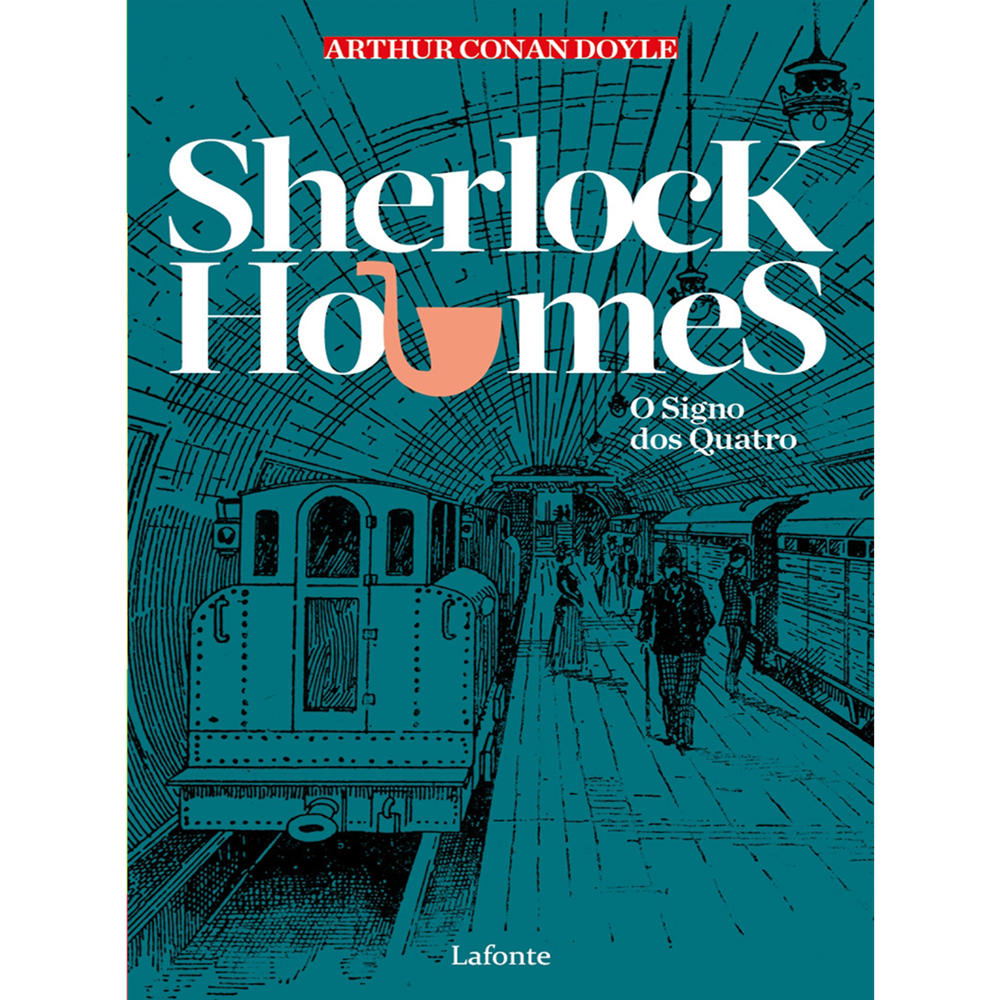 ARTHUR CONAN DOYLE
SherlocK
HolmeS
O Signo
dos Quatro
Lafonte